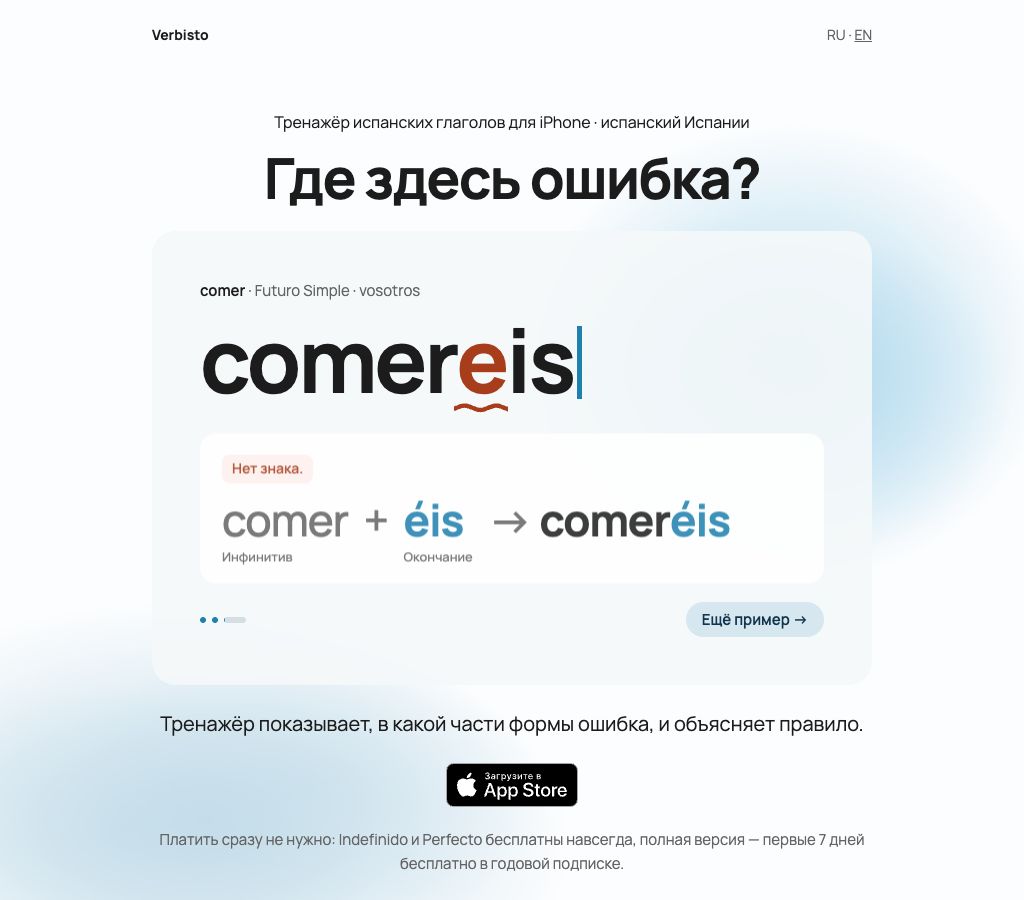 Verbisto
RU · EN
Тренажёр испанских глаголов для iPhone · испанский Испании
Где здесь ошибка?
comer · Futuro Simple · vosotros
comereis
Нет знака.
comer + éis → comeréis
Инфинитив Окончание
Ещё пример →
Тренажёр показывает, в какой части формы ошибка, и объясняет правило.
Загрузите в
App Store
Платить сразу не нужно: Indefinido и Perfecto бесплатны навсегда, полная версия — первые 7 дней
бесплатно в годовой подписке.